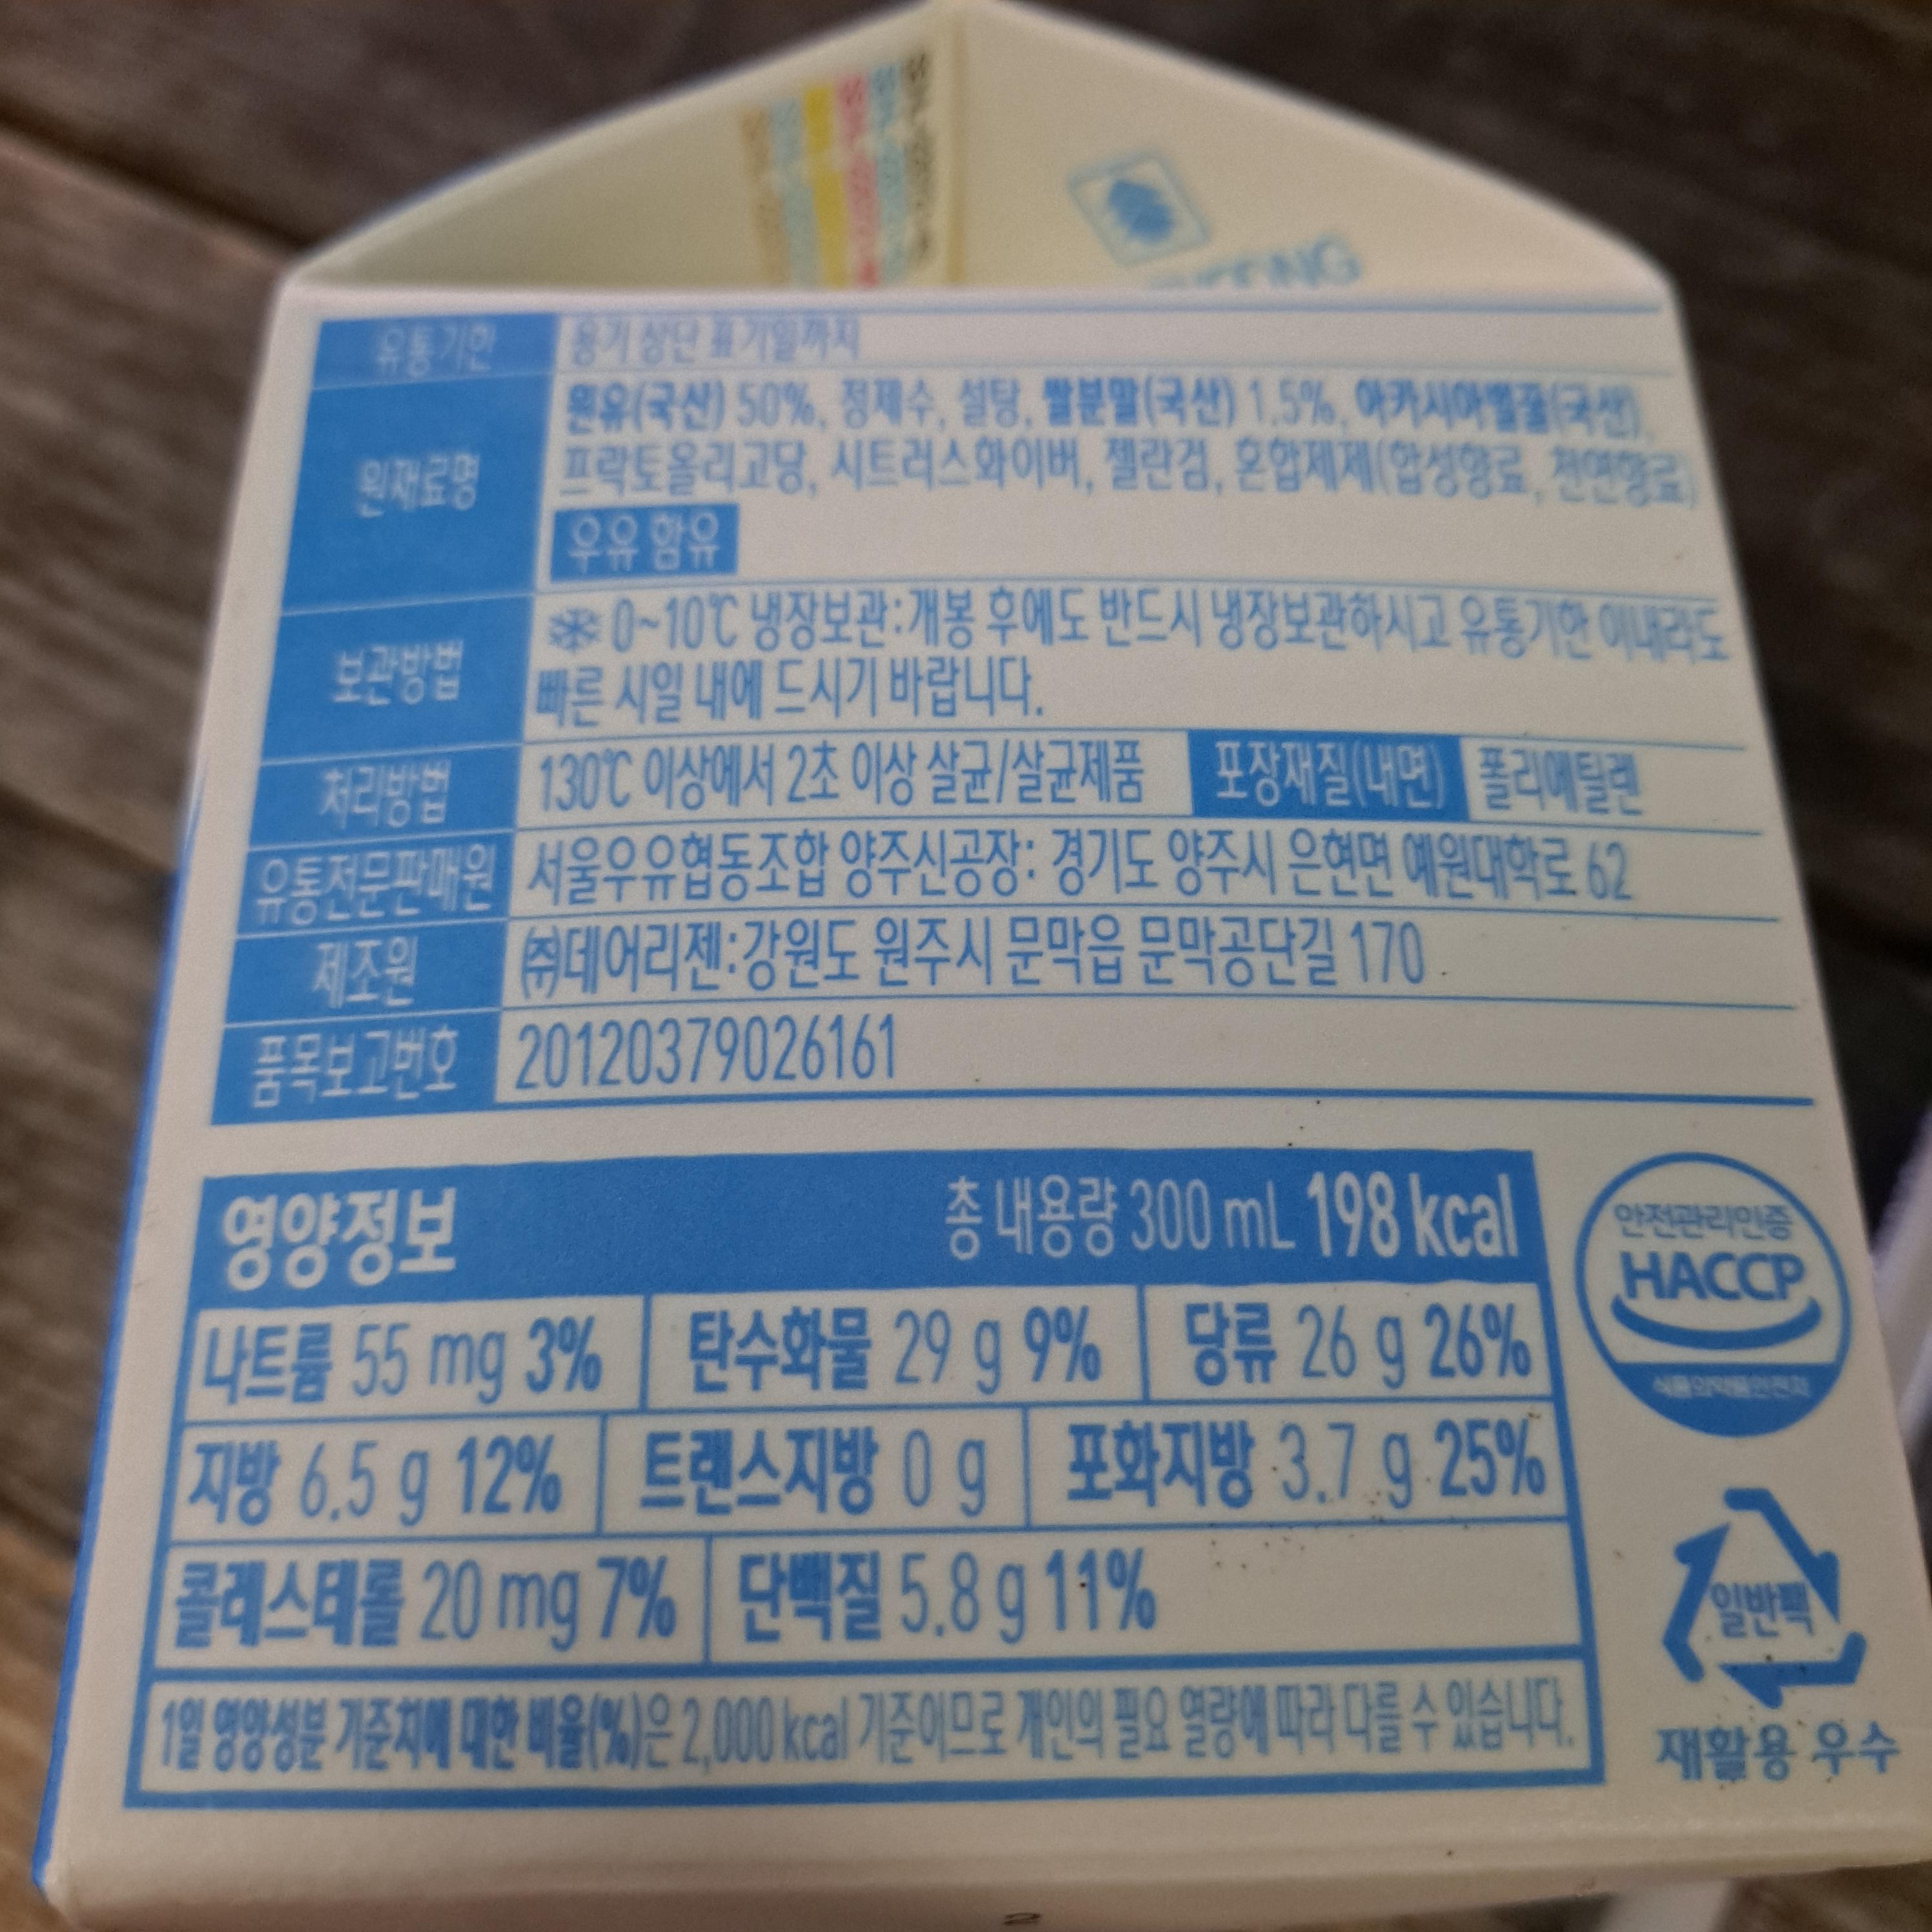 유통기한 용기 상단 표기일까지
원재료명 원유(국산) 50%, 정제수, 설탕, 쌀분말(국산) 1.5%, 아카시아벌꿀(국산),
프락토올리고당, 시트러스화이버, 젤란검, 혼합제제(합성향료, 천연향료)
우유 함유
보관방법 0~10℃ 냉장보관:개봉 후에도 반드시 냉장보관하시고 유통기한 이내라도
빠른 시일 내에 드시기 바랍니다.
처리방법 130℃ 이상에서 2초 이상 살균/살균제품 포장재질(내면) 폴리에틸렌
유통전문판매원 서울우유협동조합 양주신공장: 경기도 양주시 은현면 예원대학로 62
제조원 ㈜데어리젠:강원도 원주시 문막읍 문막공단길 170
품목보고번호 20120379026161
영양정보 총 내용량 300 mL 198 kcal
나트륨 55 mg 3% 탄수화물 29 g 9% 당류 26 g 26%
지방 6.5 g 12% 트랜스지방 0 g 포화지방 3.7 g 25%
콜레스테롤 20 mg 7% 단백질 5.8 g 11%
1일 영양성분 기준치에 대한 비율(%)은 2,000 kcal 기준이므로 개인의 필요 열량에 따라 다를 수 있습니다.
안전관리인증
HACCP
식품의약품안전처
일반팩
재활용 우수